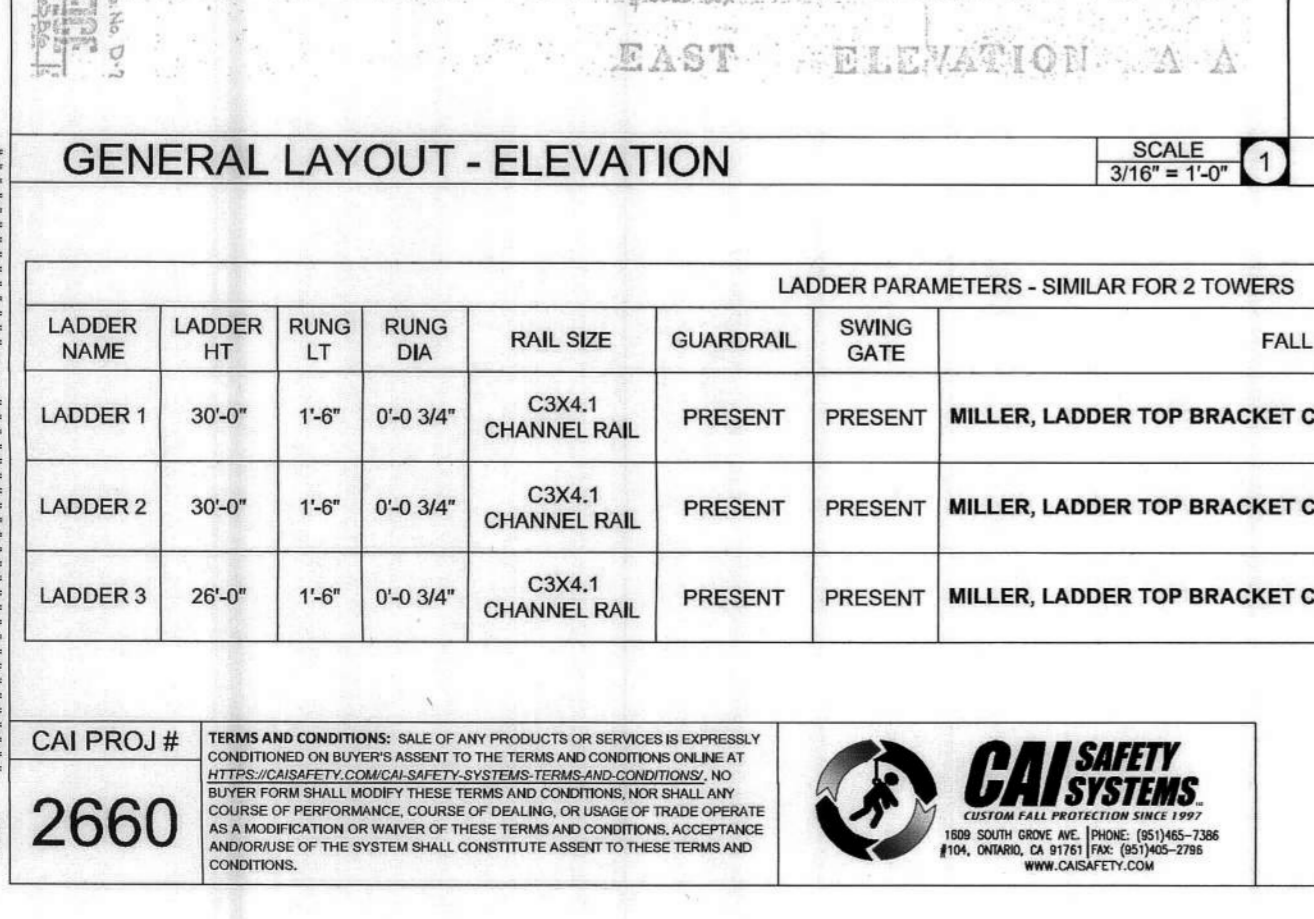 No. D-2
EAST ELEVATION A A
GENERAL LAYOUT - ELEVATION
SCALE
3/16" = 1'-0"
1
LADDER PARAMETERS - SIMILAR FOR 2 TOWERS
LADDER NAME LADDER HT RUNG LT RUNG DIA RAIL SIZE GUARDRAIL SWING GATE FALL
LADDER 1 30'-0" 1'-6" 0'-0 3/4" C3X4.1 CHANNEL RAIL PRESENT PRESENT MILLER, LADDER TOP BRACKET C
LADDER 2 30'-0" 1'-6" 0'-0 3/4" C3X4.1 CHANNEL RAIL PRESENT PRESENT MILLER, LADDER TOP BRACKET C
LADDER 3 26'-0" 1'-6" 0'-0 3/4" C3X4.1 CHANNEL RAIL PRESENT PRESENT MILLER, LADDER TOP BRACKET C
CAI PROJ #
2660
TERMS AND CONDITIONS: SALE OF ANY PRODUCTS OR SERVICES IS EXPRESSLY
CONDITIONED ON BUYER'S ASSENT TO THE TERMS AND CONDITIONS ONLINE AT
HTTPS://CAISAFETY.COM/CAI-SAFETY-SYSTEMS-TERMS-AND-CONDITIONS/. NO
BUYER FORM SHALL MODIFY THESE TERMS AND CONDITIONS, NOR SHALL ANY
COURSE OF PERFORMANCE, COURSE OF DEALING, OR USAGE OF TRADE OPERATE
AS A MODIFICATION OR WAIVER OF THESE TERMS AND CONDITIONS. ACCEPTANCE
AND/OR/USE OF THE SYSTEM SHALL CONSTITUTE ASSENT TO THESE TERMS AND
CONDITIONS.
CAI SAFETY SYSTEMS
CUSTOM FALL PROTECTION SINCE 1997
1609 SOUTH GROVE AVE. PHONE: (951)465-7386
#104, ONTARIO, CA 91761 FAX: (951)405-2796
WWW.CAISAFETY.COM